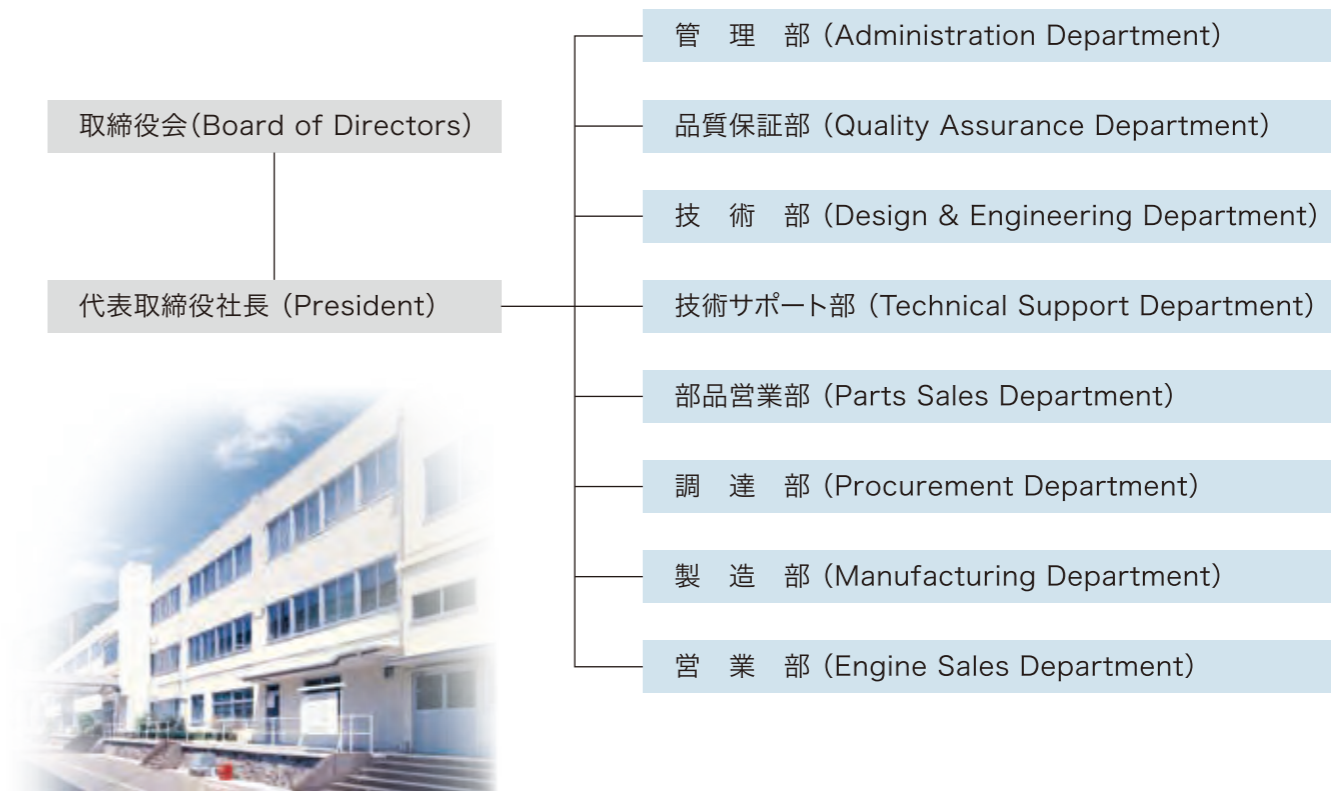 取締役会(Board of Directors)
代表取締役社長 (President)
管　理　部 (Administration Department)
品質保証部 (Quality Assurance Department)
技　術　部 (Design & Engineering Department)
技術サポート部 (Technical Support Department)
部品営業部 (Parts Sales Department)
調　達　部 (Procurement Department)
製　造　部 (Manufacturing Department)
営　業　部 (Engine Sales Department)